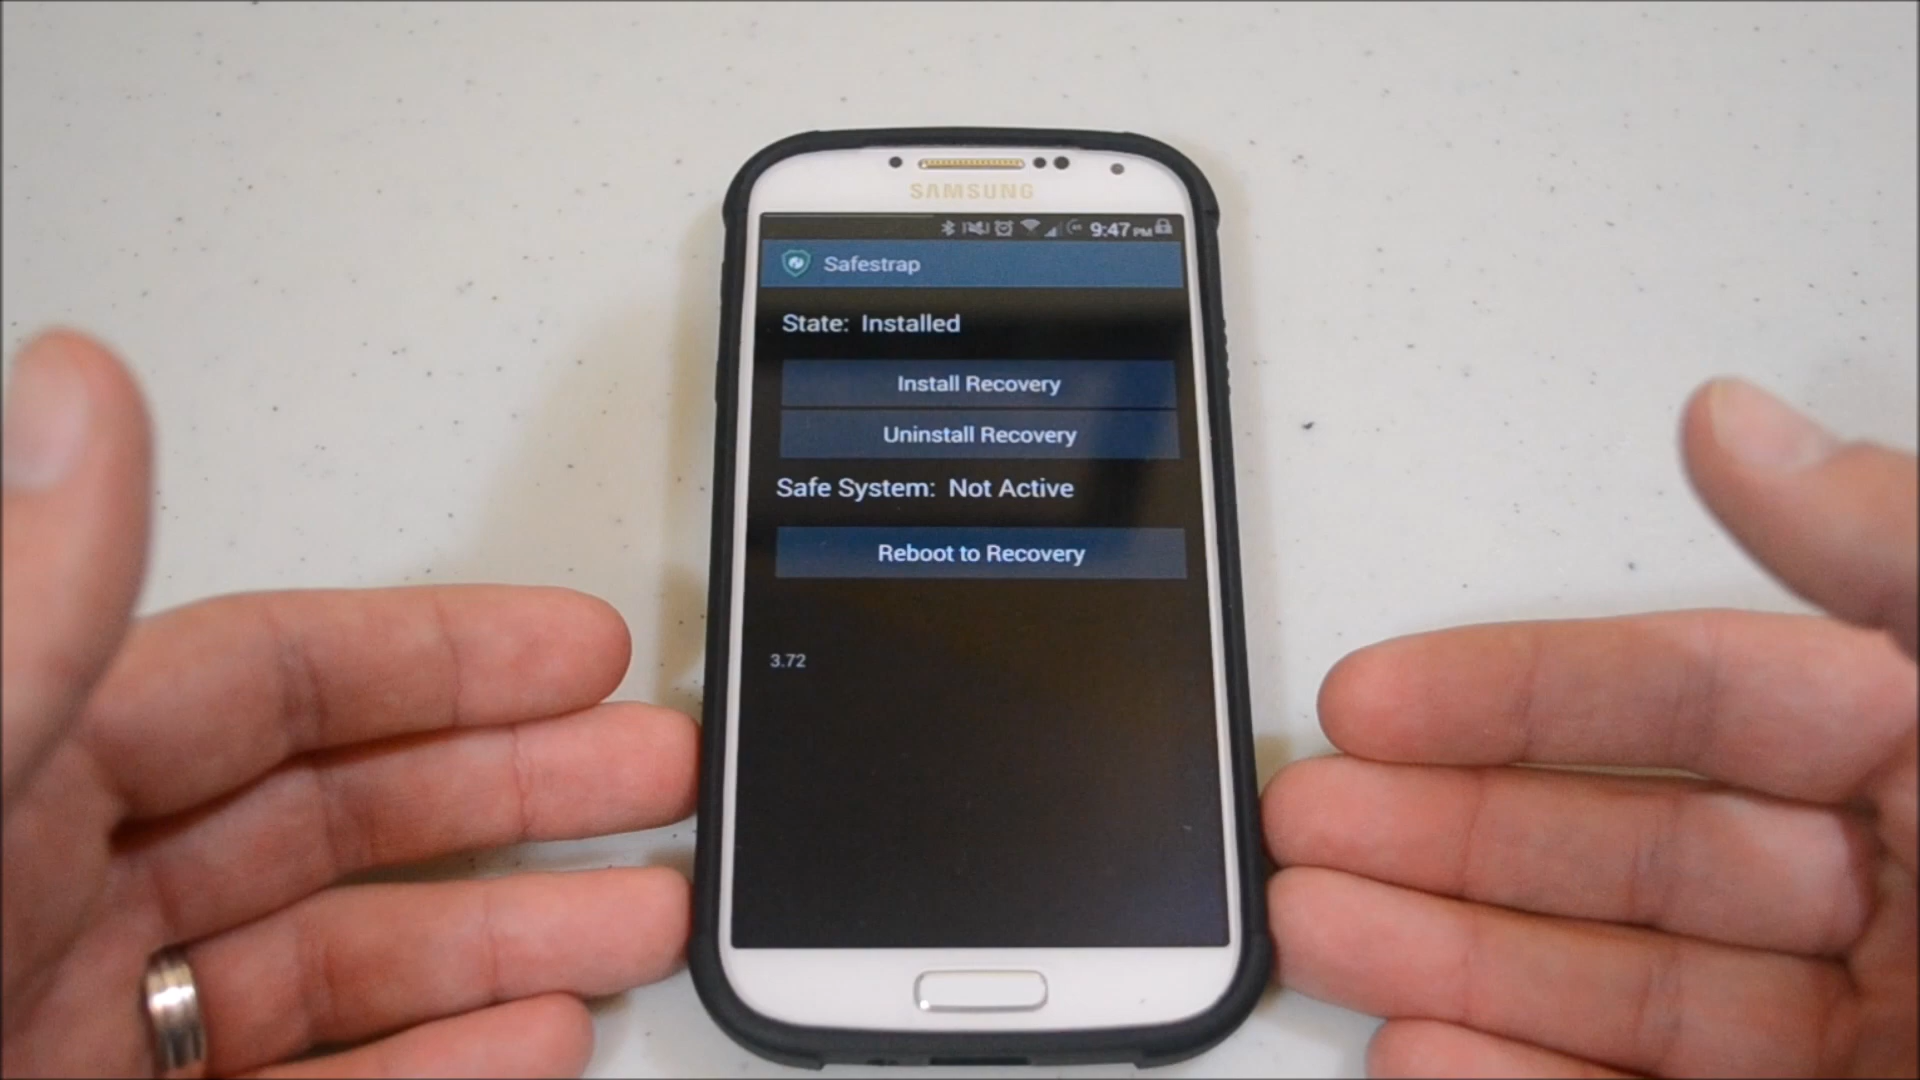 SAMSUNG
9:47 PM
Safestrap
State: Installed
Install Recovery
Uninstall Recovery
Safe System: Not Active
Reboot to Recovery
3.72